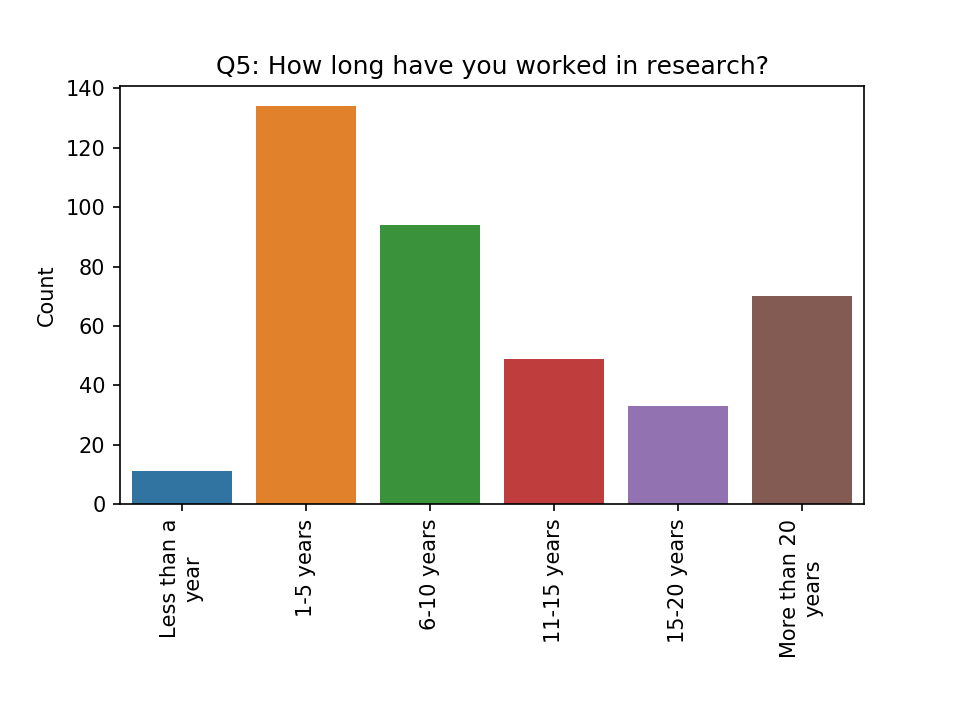 Q5: How long have you worked in research?
140
120
100
80
60
40
20
0
Count
Less than a
year
1-5 years
6-10 years
11-15 years
15-20 years
More than 20
years